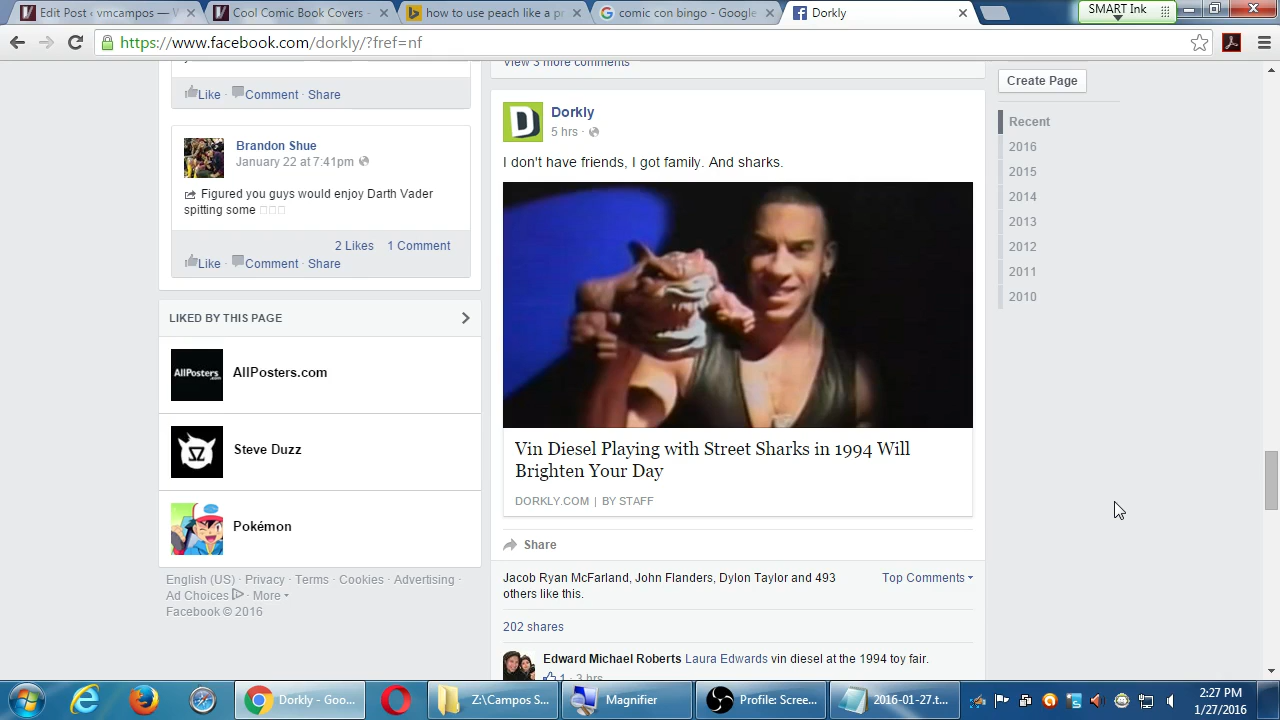 Edit Post ‹ vmcampos — W
Cool Comic Book Covers -
how to use peach like a pr
comic con bingo - Google
Dorkly
SMART Ink
https://www.facebook.com/dorkly/?fref=nf
View 3 more comments
Like · Comment · Share
Brandon Shue
January 22 at 7:41pm
Figured you guys would enjoy Darth Vader
spitting some
2 Likes 1 Comment
Like · Comment · Share
LIKED BY THIS PAGE
AllPosters
AllPosters.com
Steve Duzz
Pokémon
English (US) · Privacy · Terms · Cookies · Advertising ·
Ad Choices · More
Facebook © 2016
D
Dorkly
5 hrs ·
I don't have friends, I got family. And sharks.
Vin Diesel Playing with Street Sharks in 1994 Will
Brighten Your Day
DORKLY.COM | BY STAFF
Share
Jacob Ryan McFarland, John Flanders, Dylon Taylor and 493
others like this.
Top Comments
202 shares
Edward Michael Roberts Laura Edwards vin diesel at the 1994 toy fair.
1 · 3 hrs
Create Page
Recent
2016
2015
2014
2013
2012
2011
2010
Dorkly - Goo...
Z:\Campos S...
Magnifier
Profile: Scree...
2016-01-27.t...
2:27 PM
1/27/2016